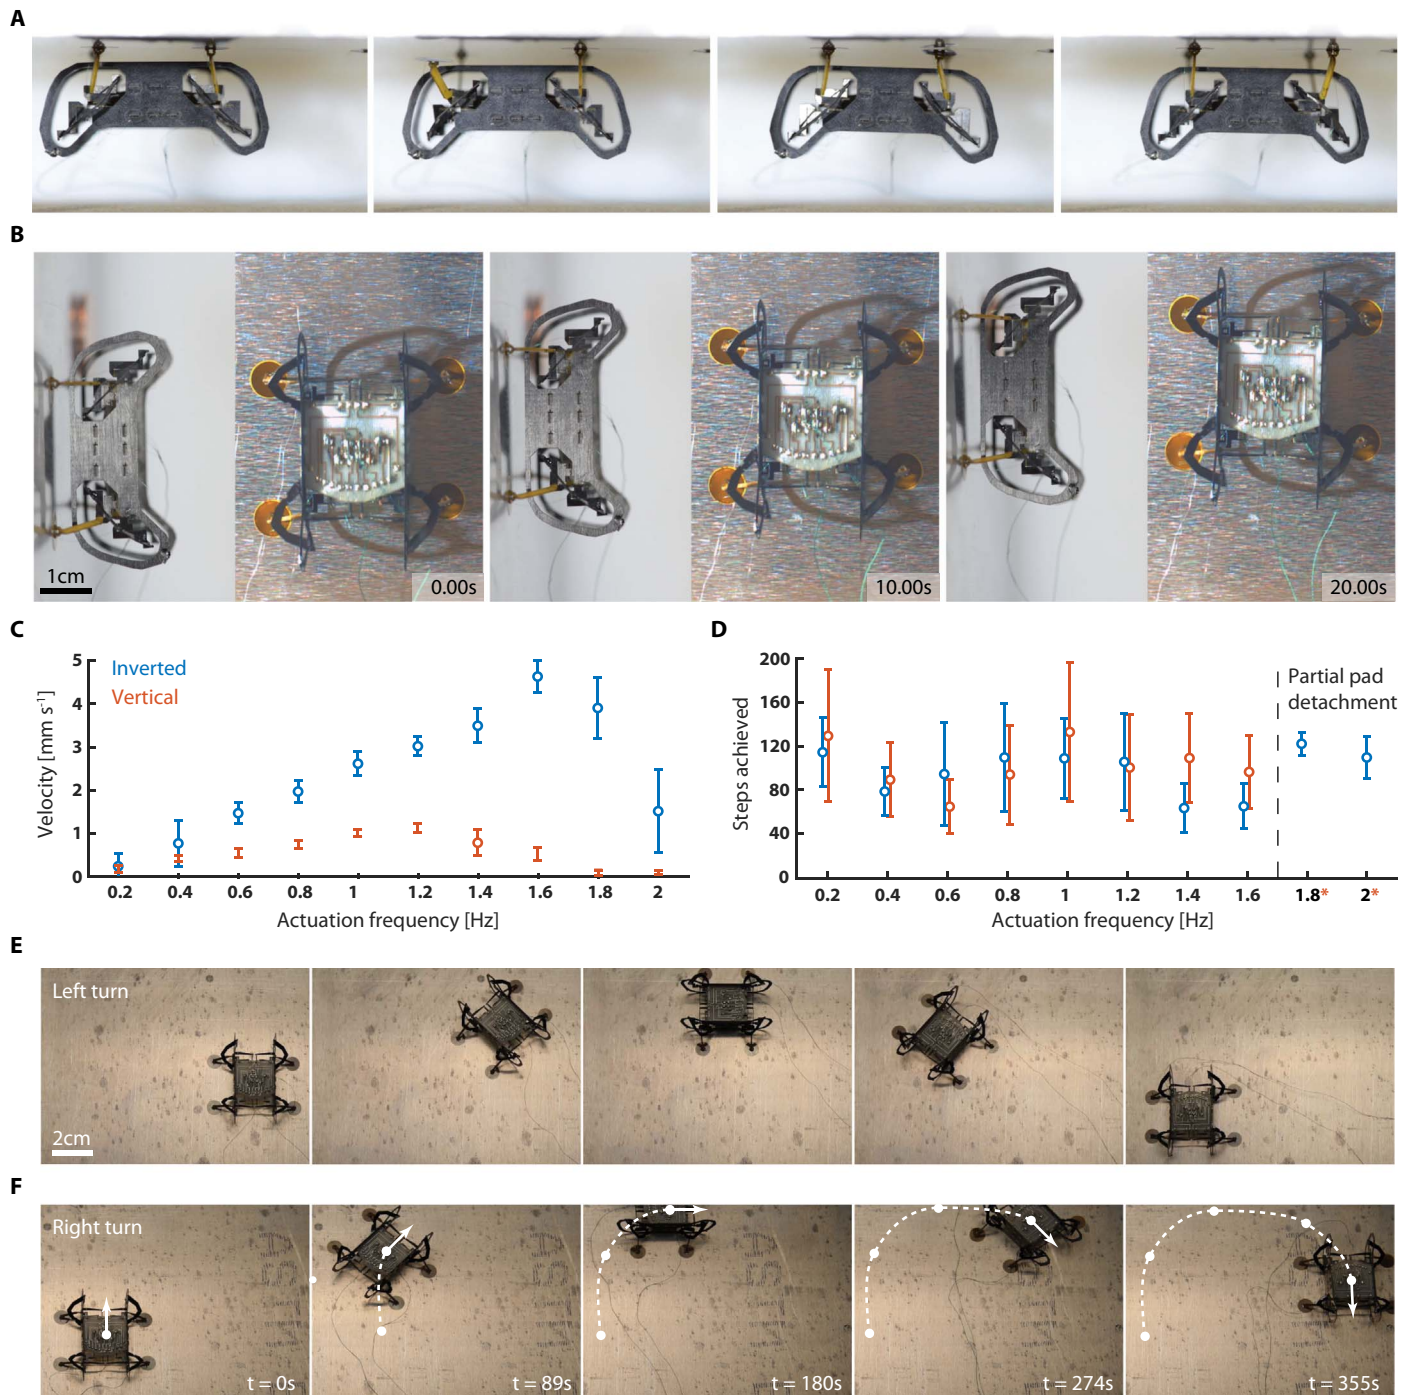 A
B
1cm
0.00s
10.00s
20.00s
C
Velocity [mm s⁻¹]
5
4
3
2
1
0
Inverted
Vertical
0.2 0.4 0.6 0.8 1 1.2 1.4 1.6 1.8 2
Actuation frequency [Hz]
D
Steps achieved
200
160
120
80
40
0
Partial pad
detachment
0.2 0.4 0.6 0.8 1 1.2 1.4 1.6 1.8* 2*
Actuation frequency [Hz]
E
Left turn
2cm
F
Right turn
t = 0s
t = 89s
t = 180s
t = 274s
t = 355s